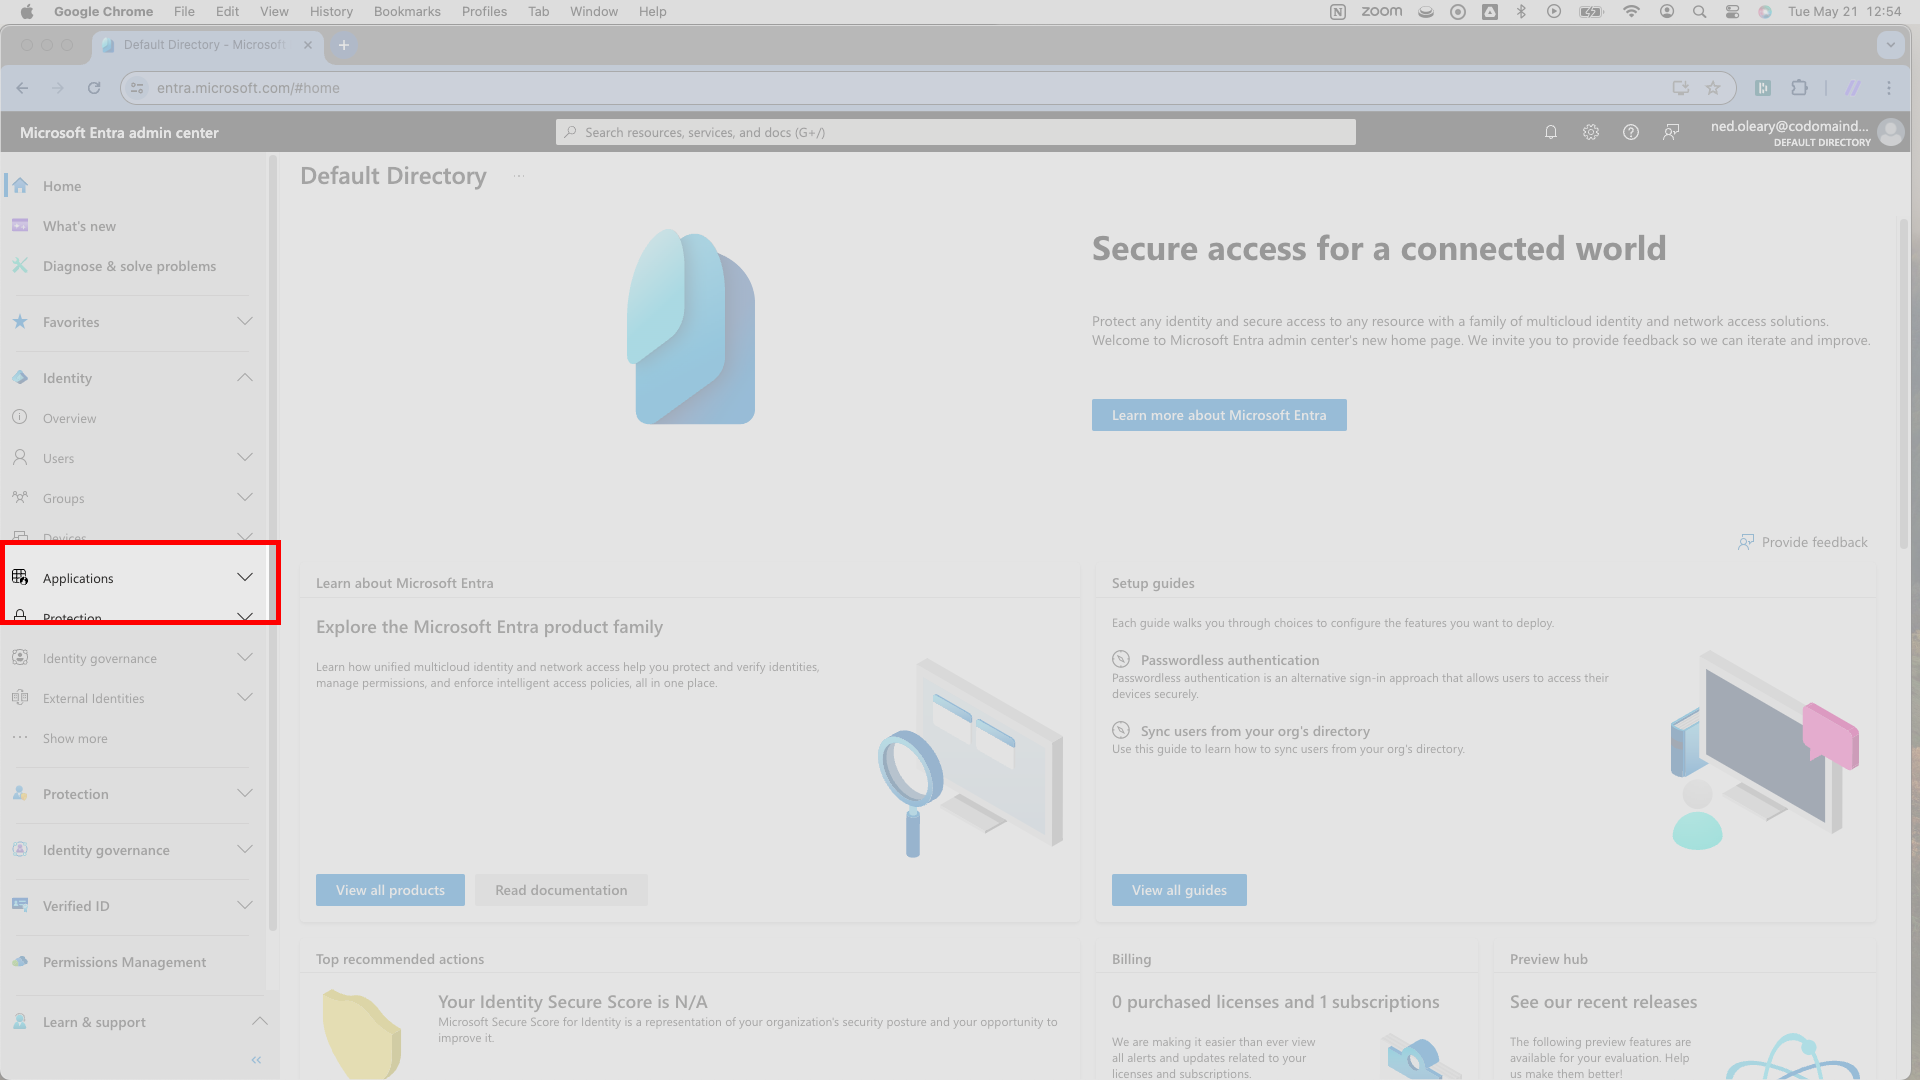 Google Chrome File Edit View History Bookmarks Profiles Tab Window Help zoom Tue May 21 12:54
Default Directory - Microsoft
entra.microsoft.com/#home
Microsoft Entra admin center
Search resources, services, and docs (G+/)
ned.oleary@codomaind...
DEFAULT DIRECTORY
Home
What's new
Diagnose & solve problems
Favorites
Identity
Overview
Users
Groups
Devices
Applications
Protection
Identity governance
External Identities
Show more
Protection
Identity governance
Verified ID
Permissions Management
Learn & support
Default Directory
Secure access for a connected world
Protect any identity and secure access to any resource with a family of multicloud identity and network access solutions.
Welcome to Microsoft Entra admin center's new home page. We invite you to provide feedback so we can iterate and improve.
Learn more about Microsoft Entra
Provide feedback
Learn about Microsoft Entra
Explore the Microsoft Entra product family
Learn how unified multicloud identity and network access help you protect and verify identities,
manage permissions, and enforce intelligent access policies, all in one place.
View all products
Read documentation
Setup guides
Each guide walks you through choices to configure the features you want to deploy.
Passwordless authentication
Passwordless authentication is an alternative sign-in approach that allows users to access their
devices securely.
Sync users from your org's directory
Use this guide to learn how to sync users from your org's directory.
View all guides
Top recommended actions
Your Identity Secure Score is N/A
Microsoft Secure Score for Identity is a representation of your organization's security posture and your opportunity to
improve it.
Billing
0 purchased licenses and 1 subscriptions
We are making it easier than ever view
all alerts and updates related to your
licenses and subscriptions.
Preview hub
See our recent releases
The following preview features are
available for your evaluation. Help
us make them better!